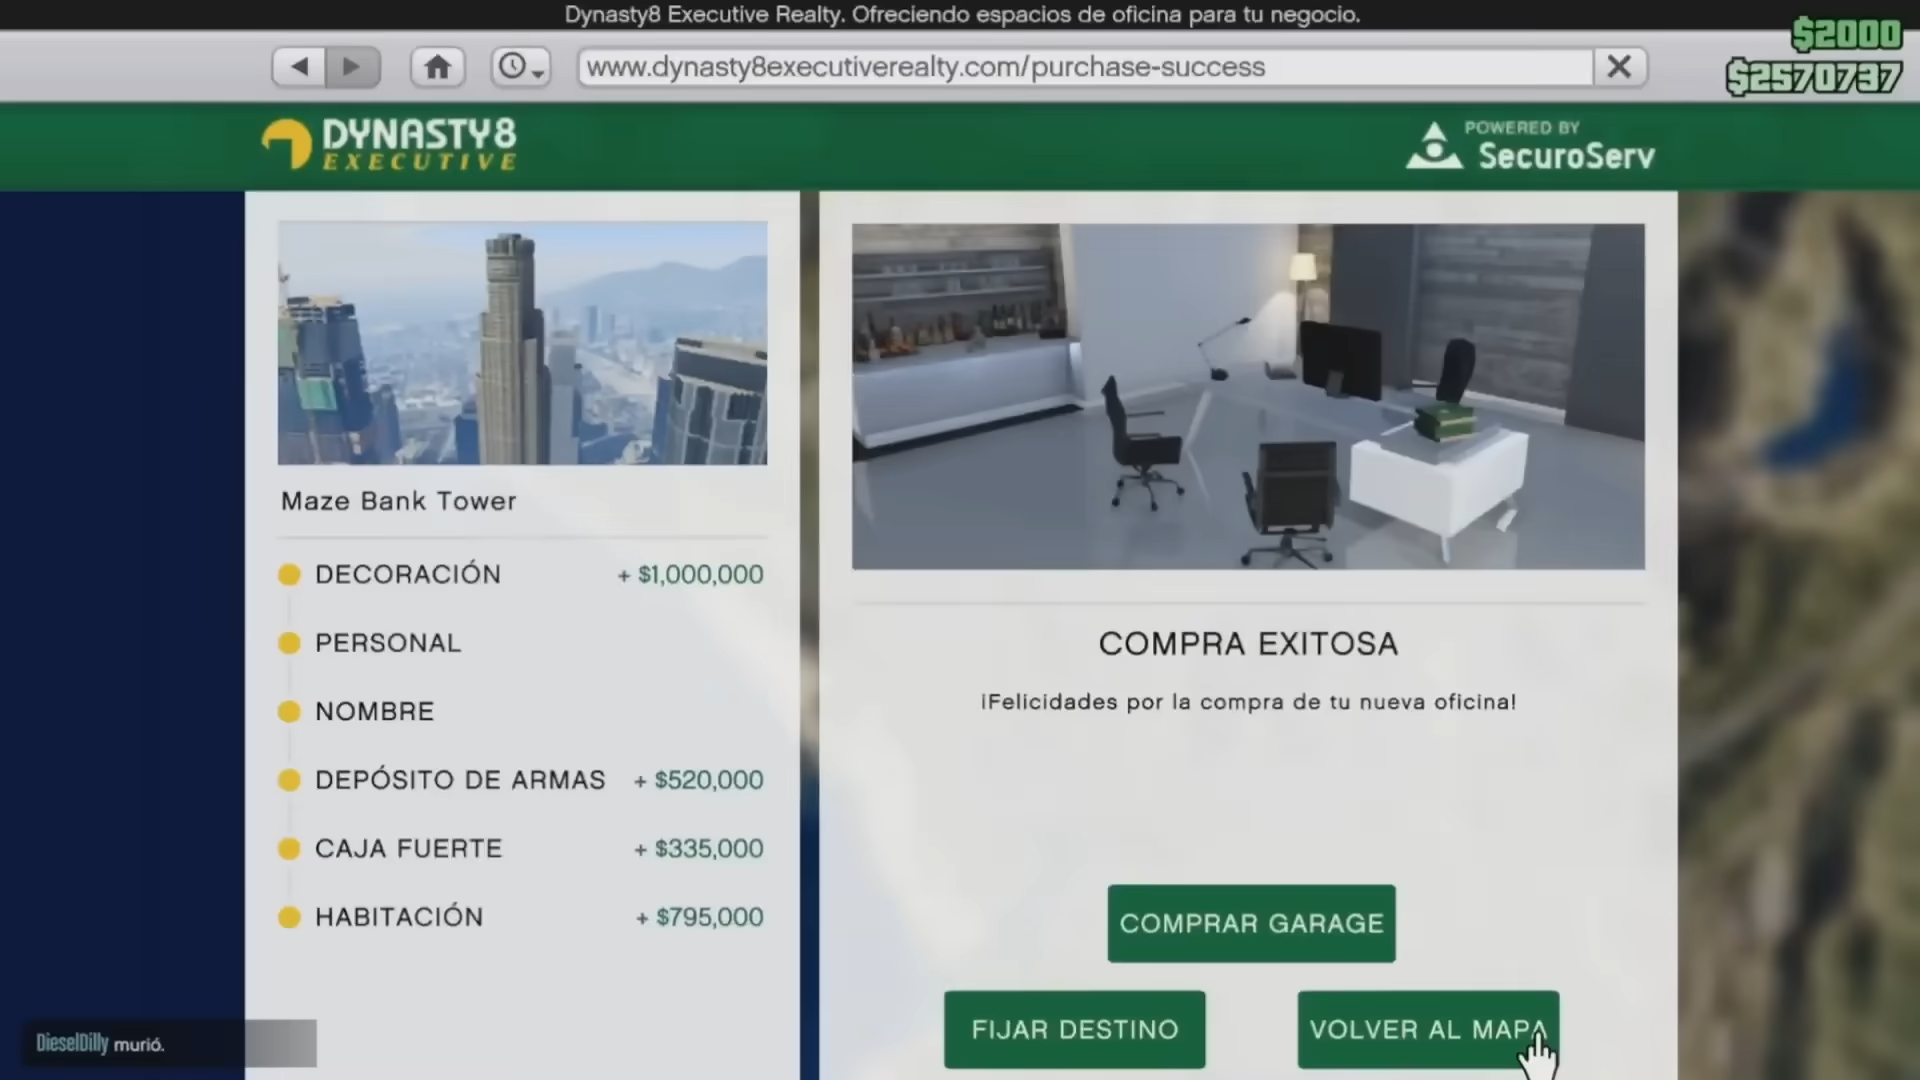 Dynasty8 Executive Realty. Ofreciendo espacios de oficina para tu negocio.
$2000
$2570737
www.dynasty8executiverealty.com/purchase-success
DYNASTY8
EXECUTIVE
POWERED BY
SecuroServ
Maze Bank Tower
DECORACIÓN + $1,000,000
PERSONAL
NOMBRE
DEPÓSITO DE ARMAS + $520,000
CAJA FUERTE + $335,000
HABITACIÓN + $795,000
COMPRA EXITOSA
¡Felicidades por la compra de tu nueva oficina!
COMPRAR GARAGE
FIJAR DESTINO
VOLVER AL MAPA
DieselDilly murió.